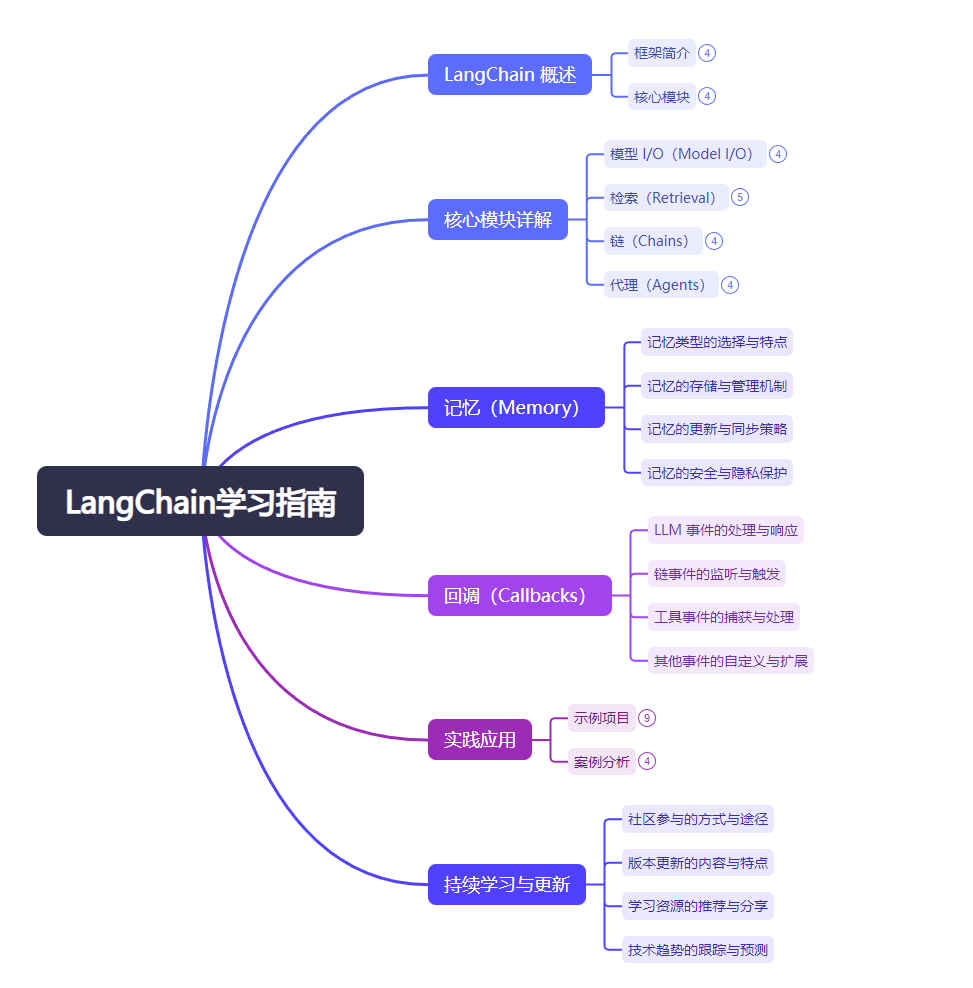 LangChain学习指南
LangChain 概述
框架简介 4
核心模块 4
核心模块详解
模型 I/O（Model I/O） 4
检索（Retrieval） 5
链（Chains） 4
代理（Agents） 4
记忆（Memory）
记忆类型的选择与特点
记忆的存储与管理机制
记忆的更新与同步策略
记忆的安全与隐私保护
回调（Callbacks）
LLM 事件的处理与响应
链事件的监听与触发
工具事件的捕获与处理
其他事件的自定义与扩展
实践应用
示例项目 9
案例分析 4
持续学习与更新
社区参与的方式与途径
版本更新的内容与特点
学习资源的推荐与分享
技术趋势的跟踪与预测